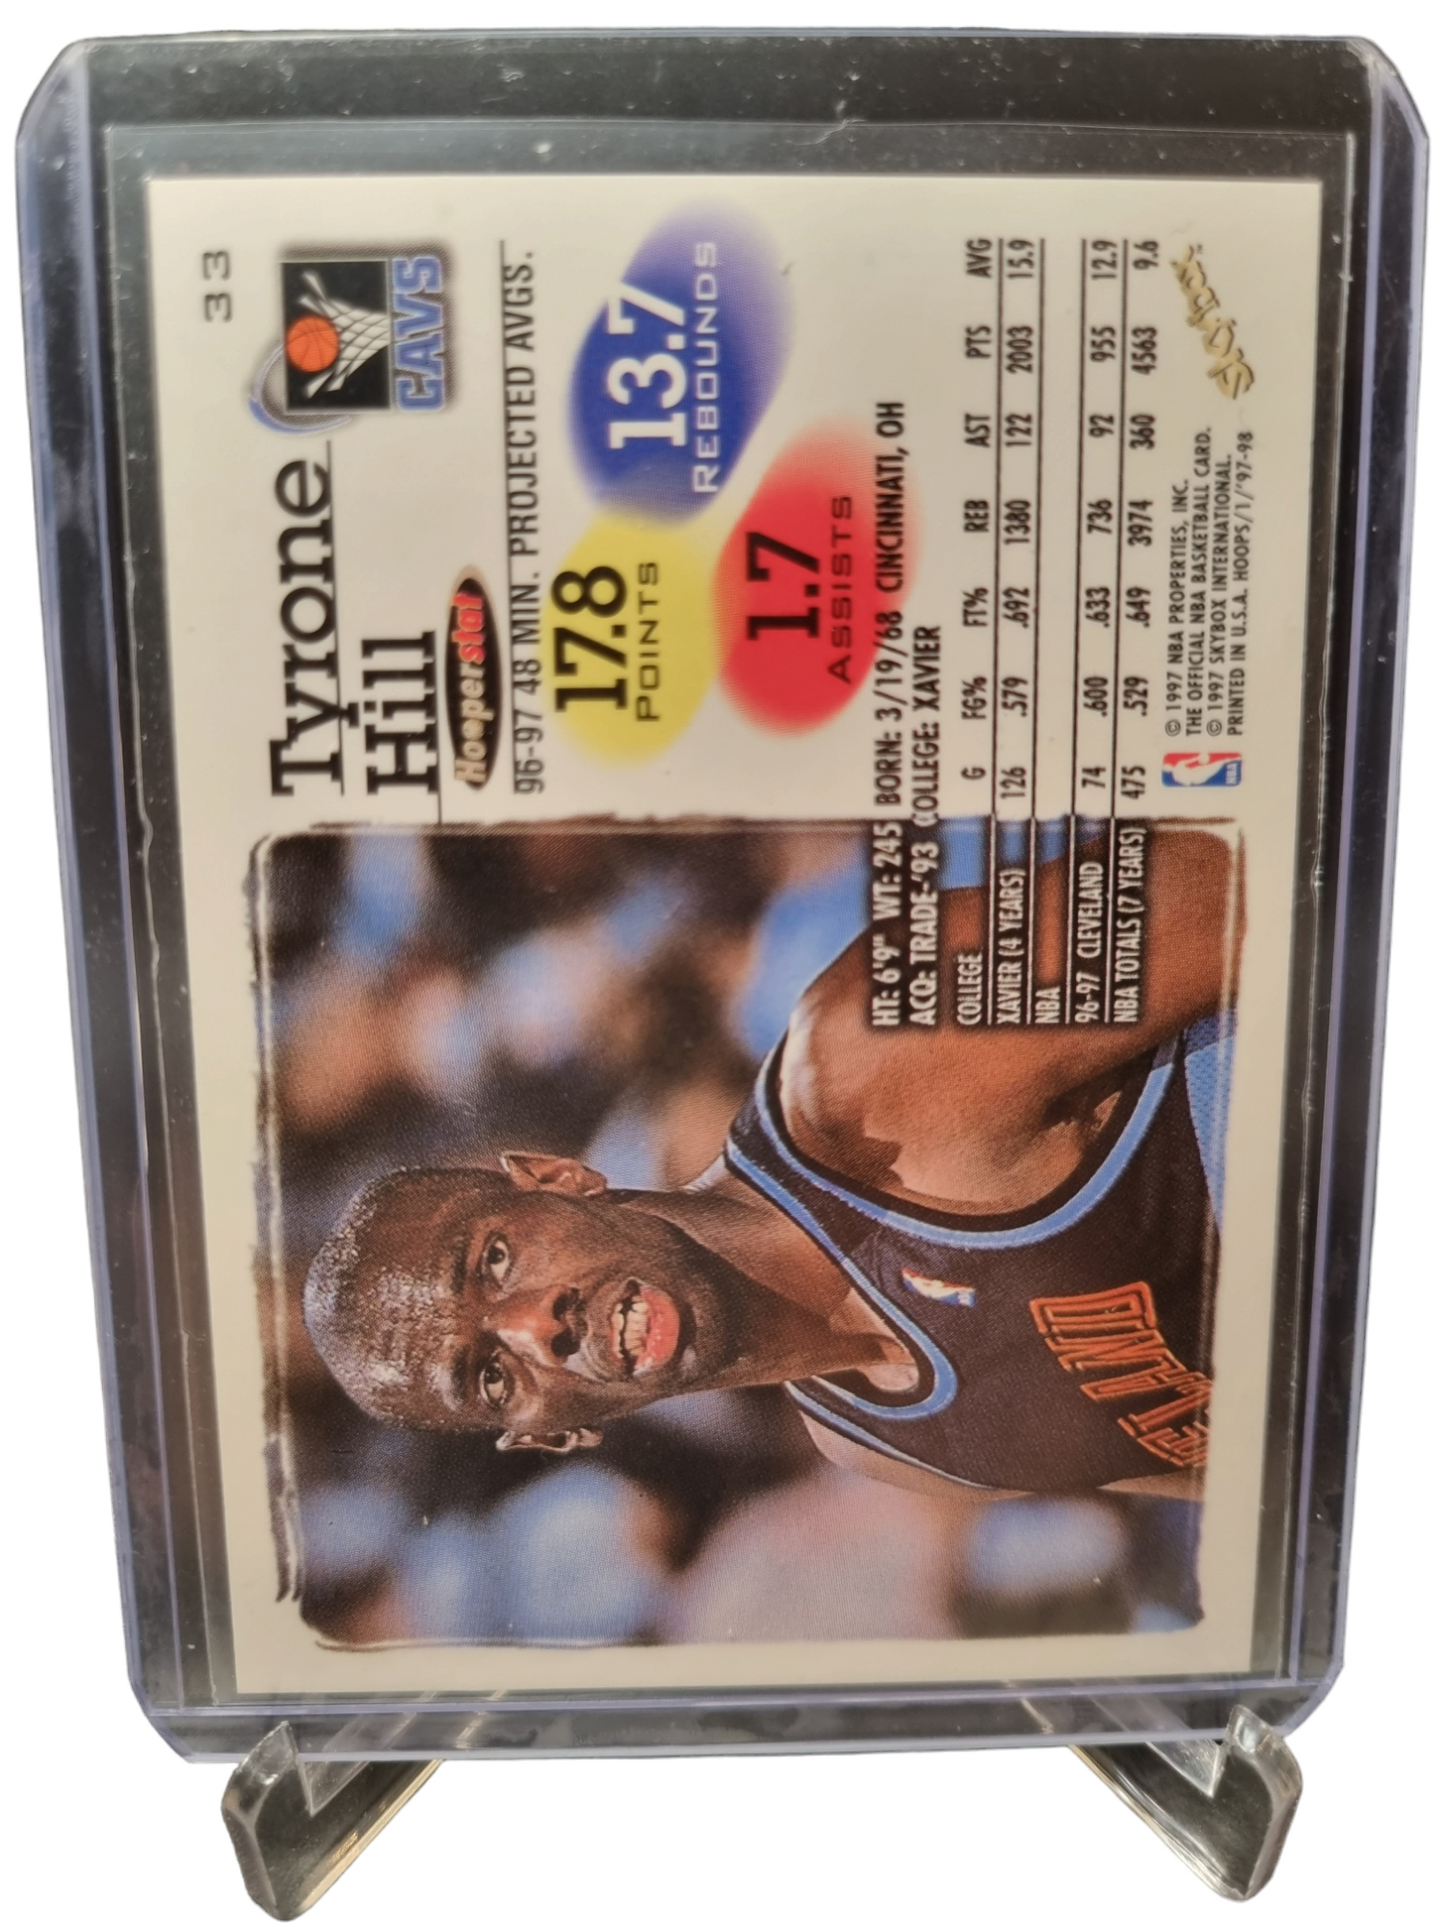 33
CAVS
Tyrone
Hill
Hooperstat
96-97 48 MIN. PROJECTED AVGS.
17.8
POINTS
13.7
REBOUNDS
1.7
ASSISTS
HT: 6'9" WT: 245 BORN: 3/19/68 CINCINNATI, OH
ACQ: TRADE-'93 COLLEGE: XAVIER
COLLEGE G FG% FT% REB AST PTS AVG
XAVIER (4 YEARS) 126 .579 .692 1380 122 2003 15.9
NBA
96-97 CLEVELAND 74 .600 .633 736 92 955 12.9
NBA TOTALS (7 YEARS) 475 .529 .649 3974 360 4563 9.6
NBA
© 1997 NBA PROPERTIES, INC.
THE OFFICIAL NBA BASKETBALL CARD.
© 1997 SKYBOX INTERNATIONAL.
PRINTED IN U.S.A. HOOPS/1/'97-98
SkyBox
ELAND